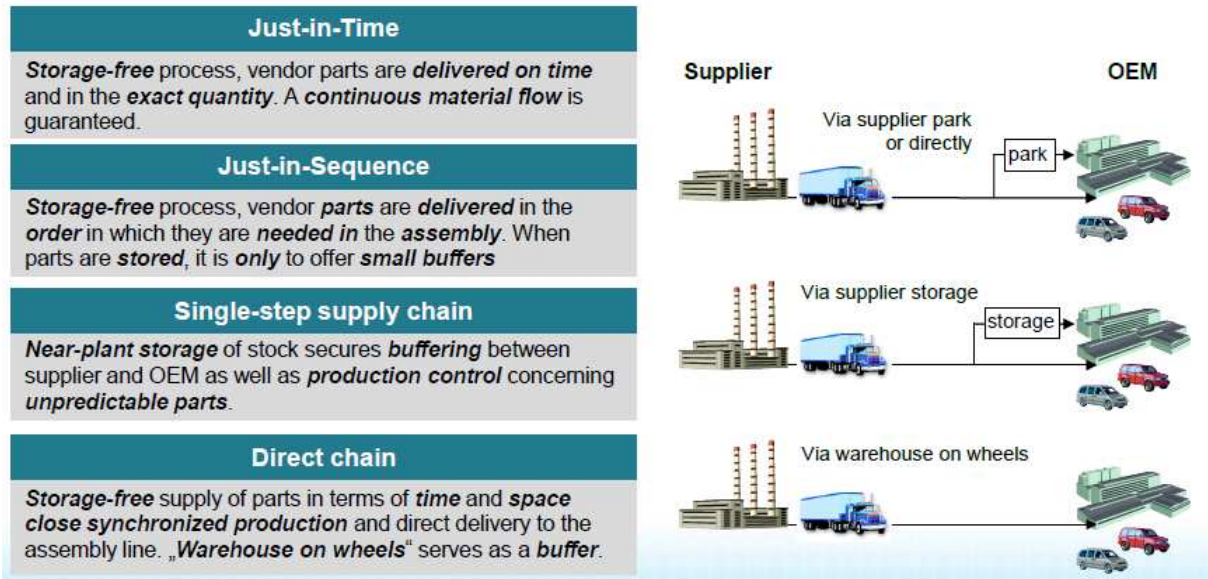 Just-in-Time
Storage-free process, vendor parts are delivered on time
and in the exact quantity. A continuous material flow is
guaranteed.
Just-in-Sequence
Storage-free process, vendor parts are delivered in the
order in which they are needed in the assembly. When
parts are stored, it is only to offer small buffers
Single-step supply chain
Near-plant storage of stock secures buffering between
supplier and OEM as well as production control concerning
unpredictable parts.
Direct chain
Storage-free supply of parts in terms of time and space
close synchronized production and direct delivery to the
assembly line. „Warehouse on wheels“ serves as a buffer.
Supplier
OEM
Via supplier park
or directly
park
Via supplier storage
storage
Via warehouse on wheels